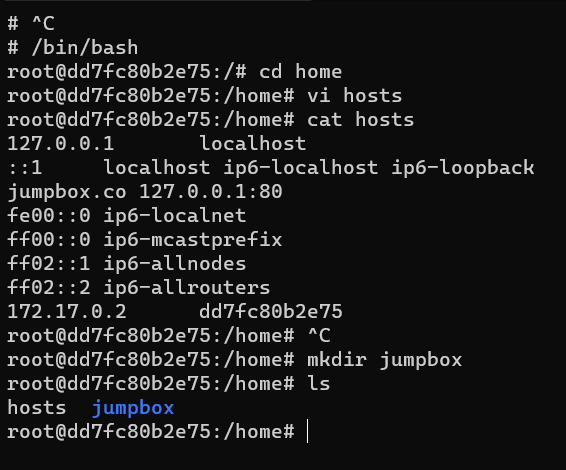 # ^C
# /bin/bash
root@dd7fc80b2e75:/# cd home
root@dd7fc80b2e75:/home# vi hosts
root@dd7fc80b2e75:/home# cat hosts
127.0.0.1       localhost
::1     localhost ip6-localhost ip6-loopback
jumpbox.co 127.0.0.1:80
fe00::0 ip6-localnet
ff00::0 ip6-mcastprefix
ff02::1 ip6-allnodes
ff02::2 ip6-allrouters
172.17.0.2      dd7fc80b2e75
root@dd7fc80b2e75:/home# ^C
root@dd7fc80b2e75:/home# mkdir jumpbox
root@dd7fc80b2e75:/home# ls
hosts  jumpbox
root@dd7fc80b2e75:/home#